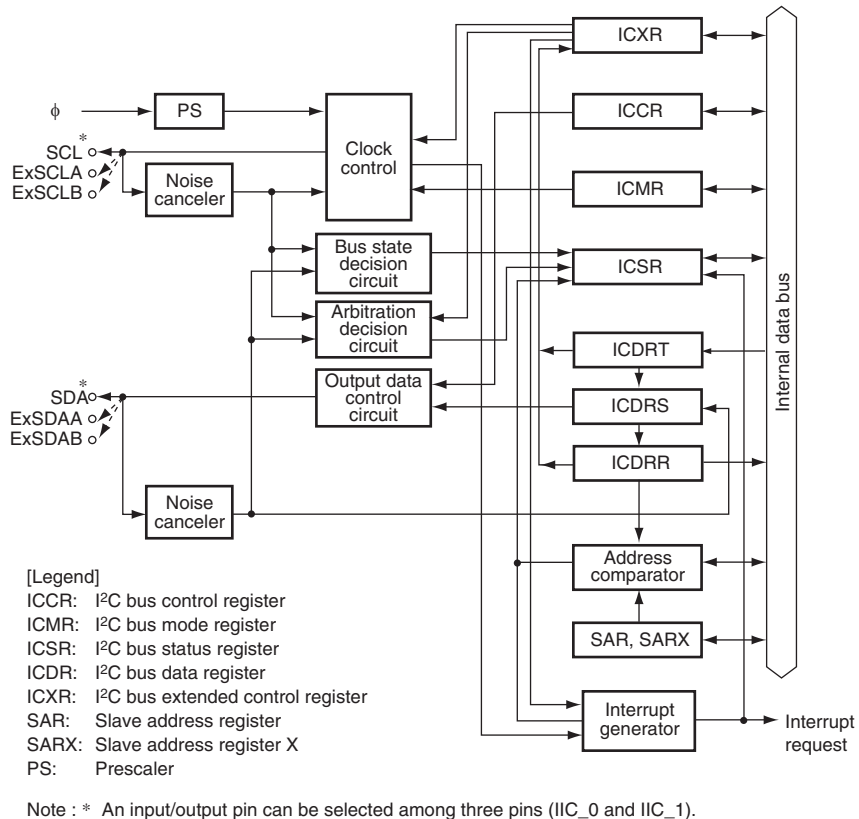 ICXR
ϕ
PS
ICCR
Clock
control
SCL *
ExSCLA
ExSCLB
Noise
canceler
ICMR
Bus state
decision
circuit
ICSR
Internal data bus
Arbitration
decision
circuit
ICDRT
SDA *
ExSDAA
ExSDAB
Output data
control
circuit
ICDRS
ICDRR
Noise
canceler
Address
comparator
SAR, SARX
Interrupt
generator
Interrupt
request
[Legend]
ICCR: I²C bus control register
ICMR: I²C bus mode register
ICSR: I²C bus status register
ICDR: I²C bus data register
ICXR: I²C bus extended control register
SAR: Slave address register
SARX: Slave address register X
PS: Prescaler
Note : * An input/output pin can be selected among three pins (IIC_0 and IIC_1).